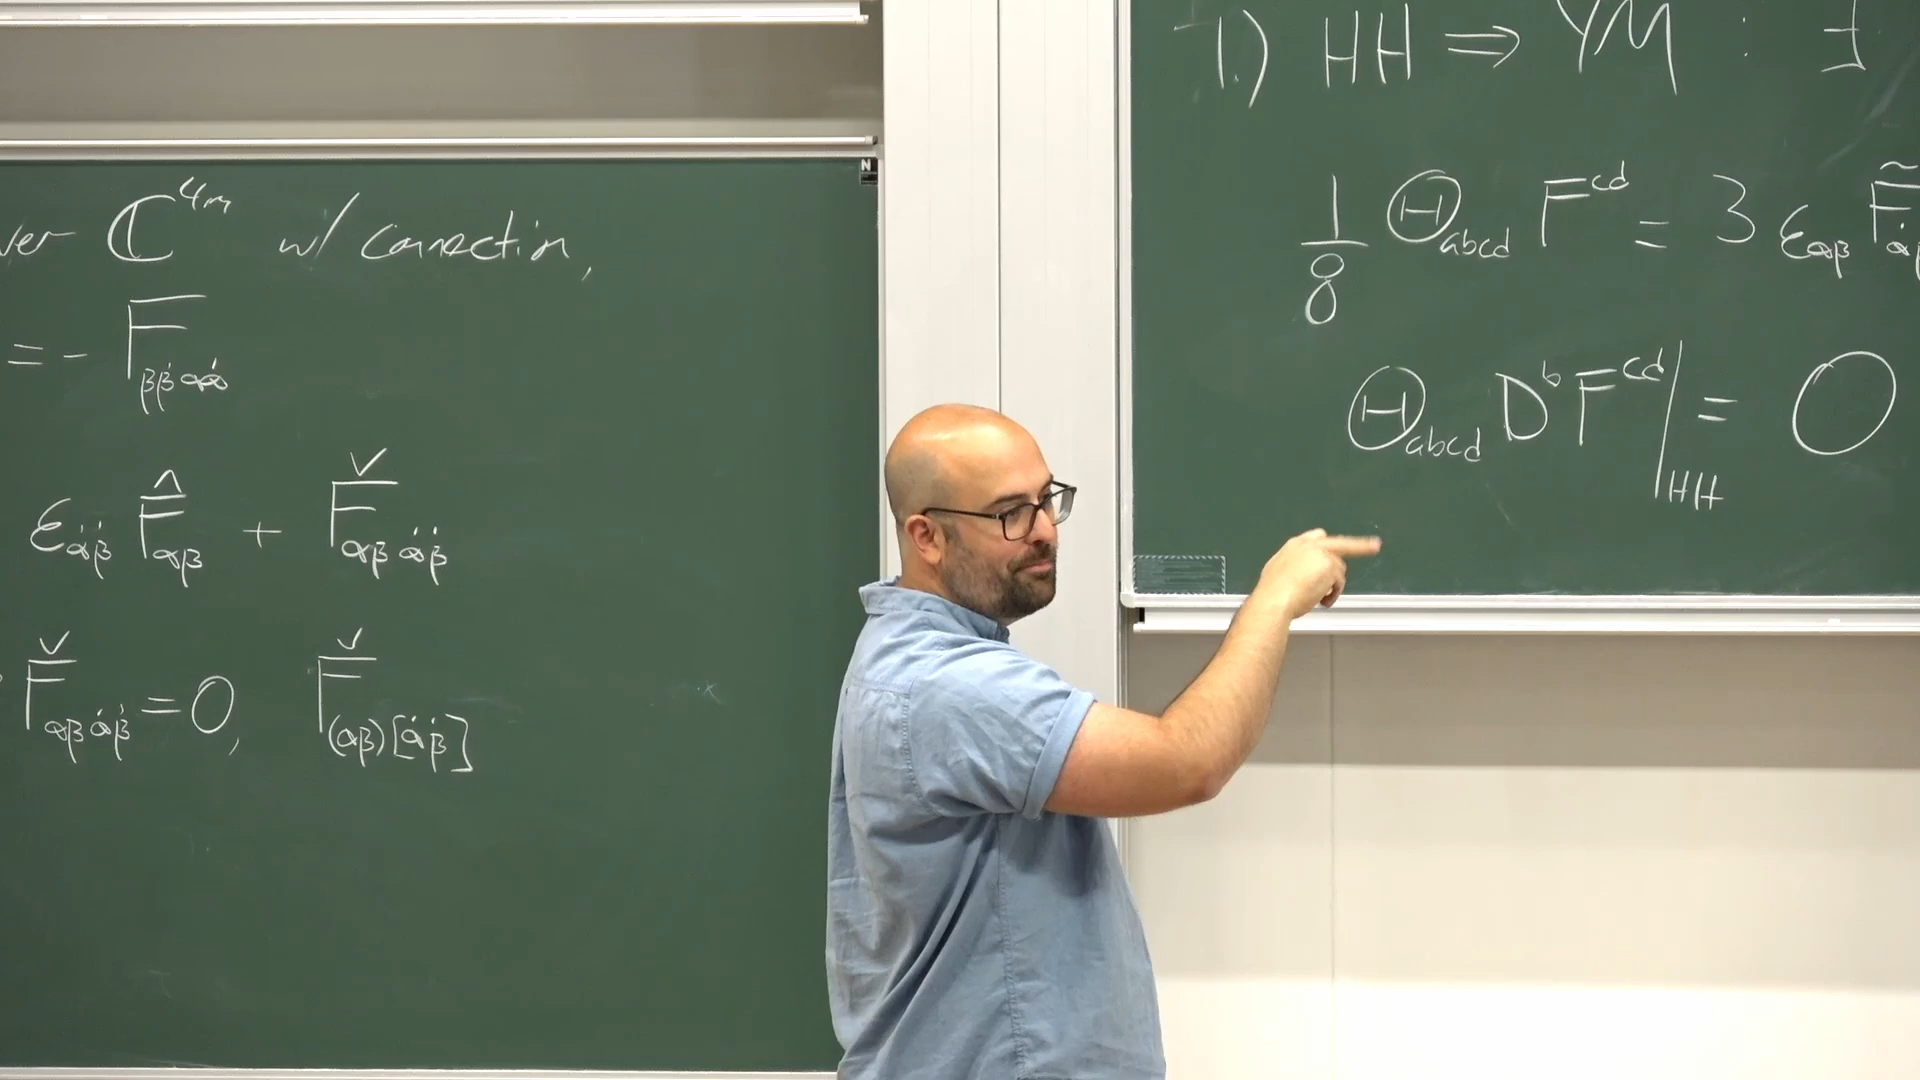 ver ℂ^{4m} w/ connection,
= - F_{ββ̇αα̇}
ε_{α̇β̇} F̂_{αβ} + F̌_{αβα̇β̇}
F̌_{αβα̇β̇} = 0, F̌_{(αβ)[α̇β̇]}
N
1.) HH ⇒ YM : ∃
1/8 Θ_{abcd} F^{cd} = 3 ε_{αβ} F̃_{α̇β̇}
Θ_{abcd} D^b F^{cd} |_{HH} = 0